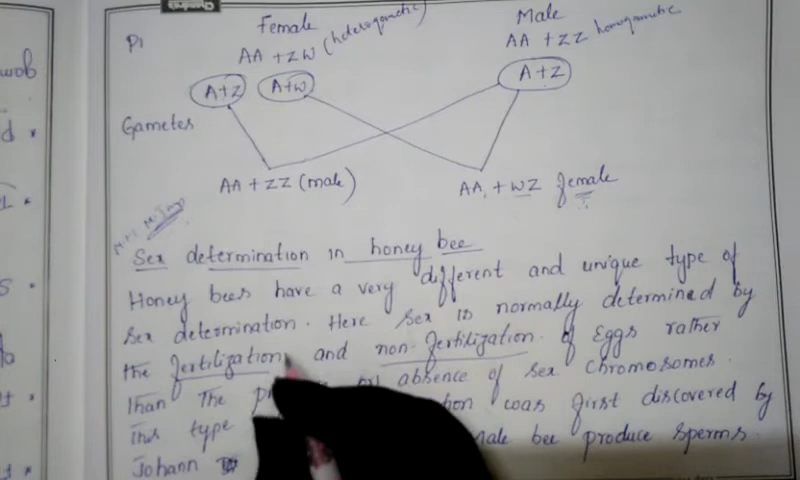 Female
Male
P1
AA + ZW (heterogametic)
AA + ZZ homogametic
A+Z
A+W
A+Z
Gametes
AA + ZZ (male)
AA + WZ female
Sex determination in honey bee
Honey bees have a very different and unique type of
sex determination. Here sex is normally determined by
the fertilization and non-fertilization of Eggs rather
than The absence of sex chromosomes.
this type was first discovered by
Johann bee produce sperms